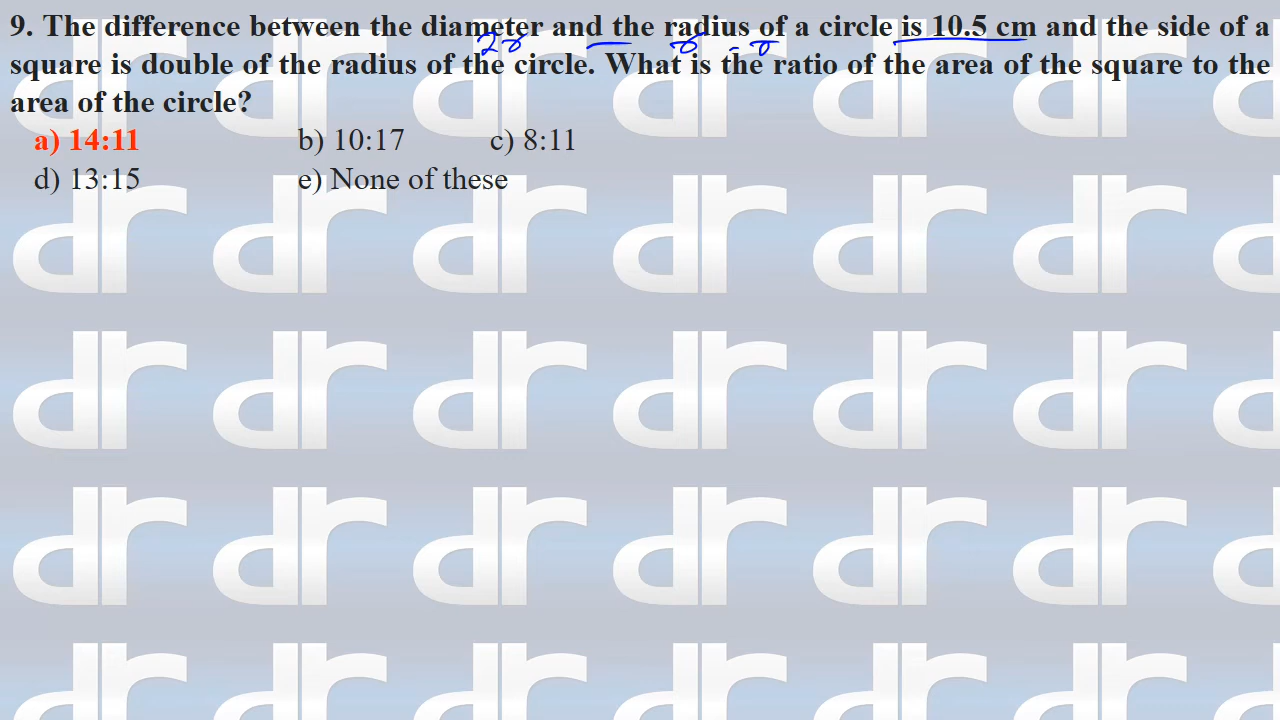 9. The difference between the diameter and the radius of a circle is 10.5 cm and the side of a
2r r = r
square is double of the radius of the circle. What is the ratio of the area of the square to the
area of the circle?
a) 14:11 b) 10:17 c) 8:11
d) 13:15 e) None of these